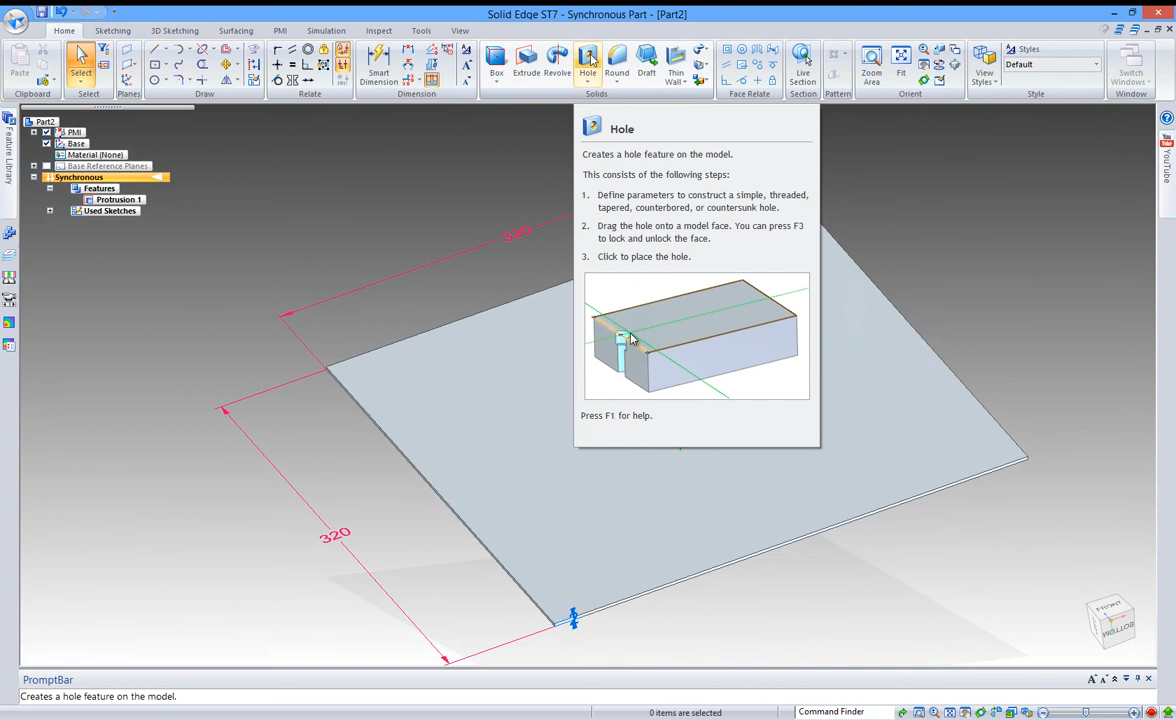 Solid Edge ST7 - Synchronous Part - [Part2]
Home Sketching 3D Sketching Surfacing PMI Simulation Inspect Tools View
Paste
Clipboard
Select
Select
Planes
Draw
Relate
Smart Dimension
Dimension
Box
Extrude
Revolve
Hole
Round
Draft
Thin Wall
Solids
Face Relate
Live Section
Section
Pattern
Zoom Area
Fit
Orient
View Styles
Styles
Default
Style
Switch Windows
Window
Feature Library
YouTube
Part2
PMI
Base
Material (None)
Base Reference Planes
Synchronous
Features
Protrusion 1
Used Sketches
320
320
Hole
Creates a hole feature on the model.
This consists of the following steps:
1. Define parameters to construct a simple, threaded,
tapered, counterbored, or countersunk hole.
2. Drag the hole onto a model face. You can press F3
to lock and unlock the face.
3. Click to place the hole.
Press F1 for help.
FRONT
BOTTOM
PromptBar
Creates a hole feature on the model.
0 items are selected
Command Finder